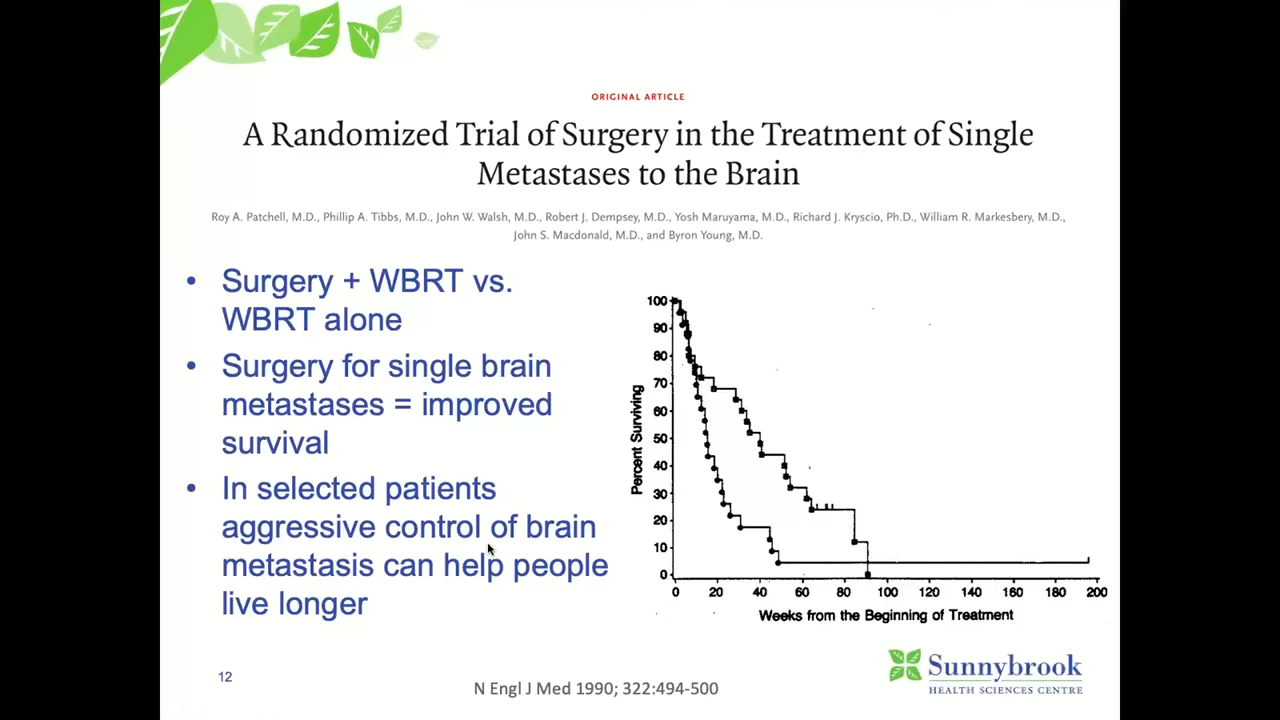 ORIGINAL ARTICLE
A Randomized Trial of Surgery in the Treatment of Single
Metastases to the Brain
Roy A. Patchell, M.D., Phillip A. Tibbs, M.D., John W. Walsh, M.D., Robert J. Dempsey, M.D., Yosh Maruyama, M.D., Richard J. Kryscio, Ph.D., William R. Markesbery, M.D.,
John S. Macdonald, M.D., and Byron Young, M.D.
• Surgery + WBRT vs.
WBRT alone
• Surgery for single brain
metastases = improved
survival
• In selected patients
aggressive control of brain
metastasis can help people
live longer
Percent Surviving
100
90
80
70
60
50
40
30
20
10
0
0 20 40 60 80 100 120 140 160 180 200
Weeks from the Beginning of Treatment
12
N Engl J Med 1990; 322:494-500
Sunnybrook
HEALTH SCIENCES CENTRE